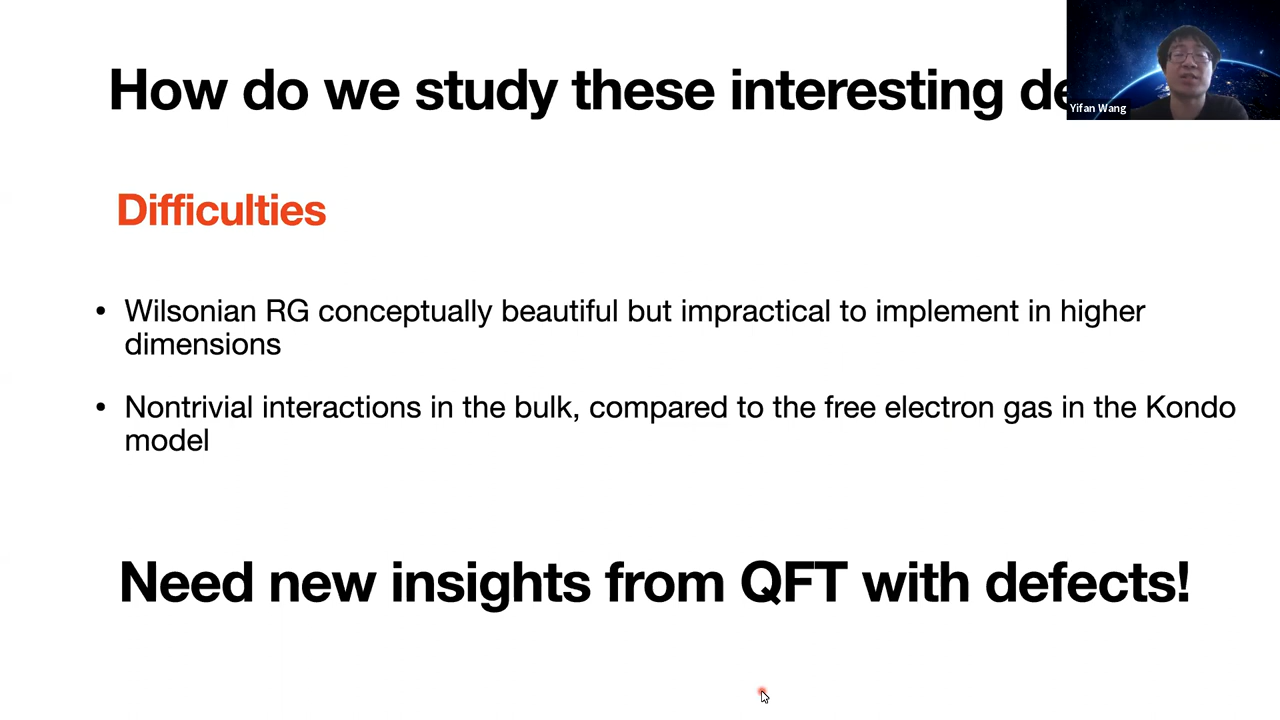 How do we study these interesting
Yifan Wang
Difficulties
• Wilsonian RG conceptually beautiful but impractical to implement in higher
dimensions
• Nontrivial interactions in the bulk, compared to the free electron gas in the Kondo
model
Need new insights from QFT with defects!